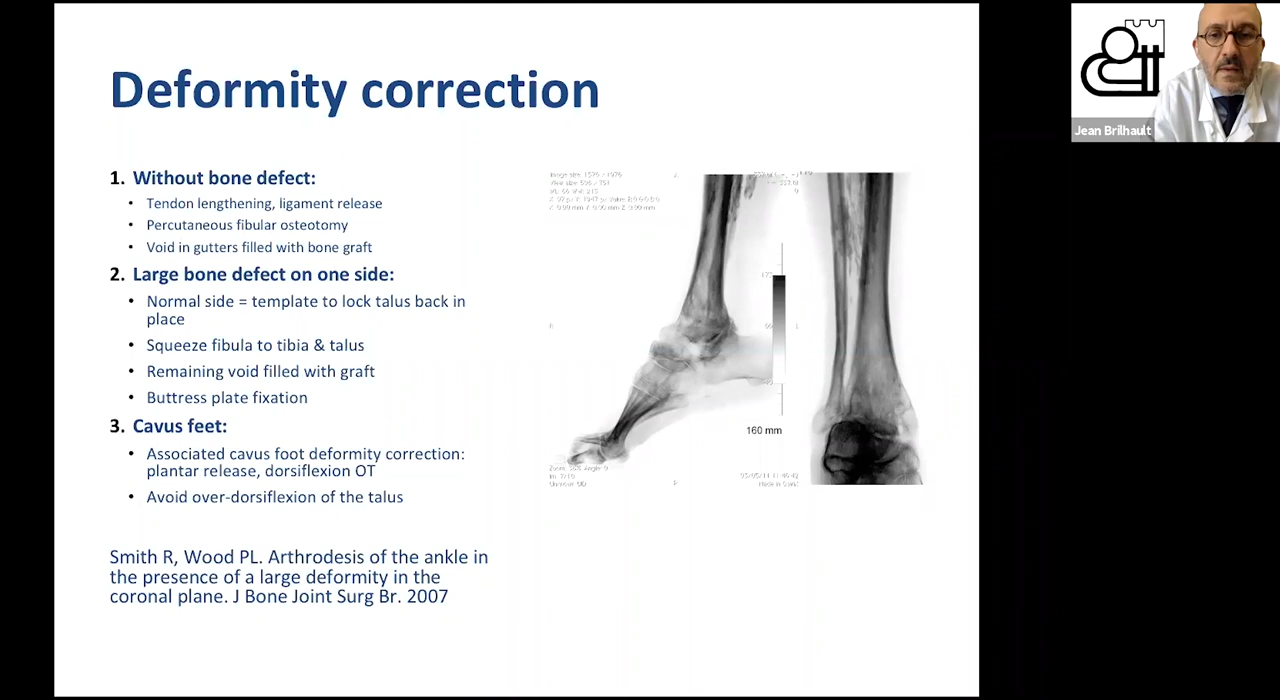 Deformity correction
1. Without bone defect:
• Tendon lengthening, ligament release
• Percutaneous fibular osteotomy
• Void in gutters filled with bone graft
2. Large bone defect on one side:
• Normal side = template to lock talus back in
place
• Squeeze fibula to tibia & talus
• Remaining void filled with graft
• Buttress plate fixation
3. Cavus feet:
• Associated cavus foot deformity correction:
plantar release, dorsiflexion OT
• Avoid over-dorsiflexion of the talus
Smith R, Wood PL. Arthrodesis of the ankle in
the presence of a large deformity in the
coronal plane. J Bone Joint Surg Br. 2007
Image size: 1576 / 1976
160 mm
Jean Brilhault